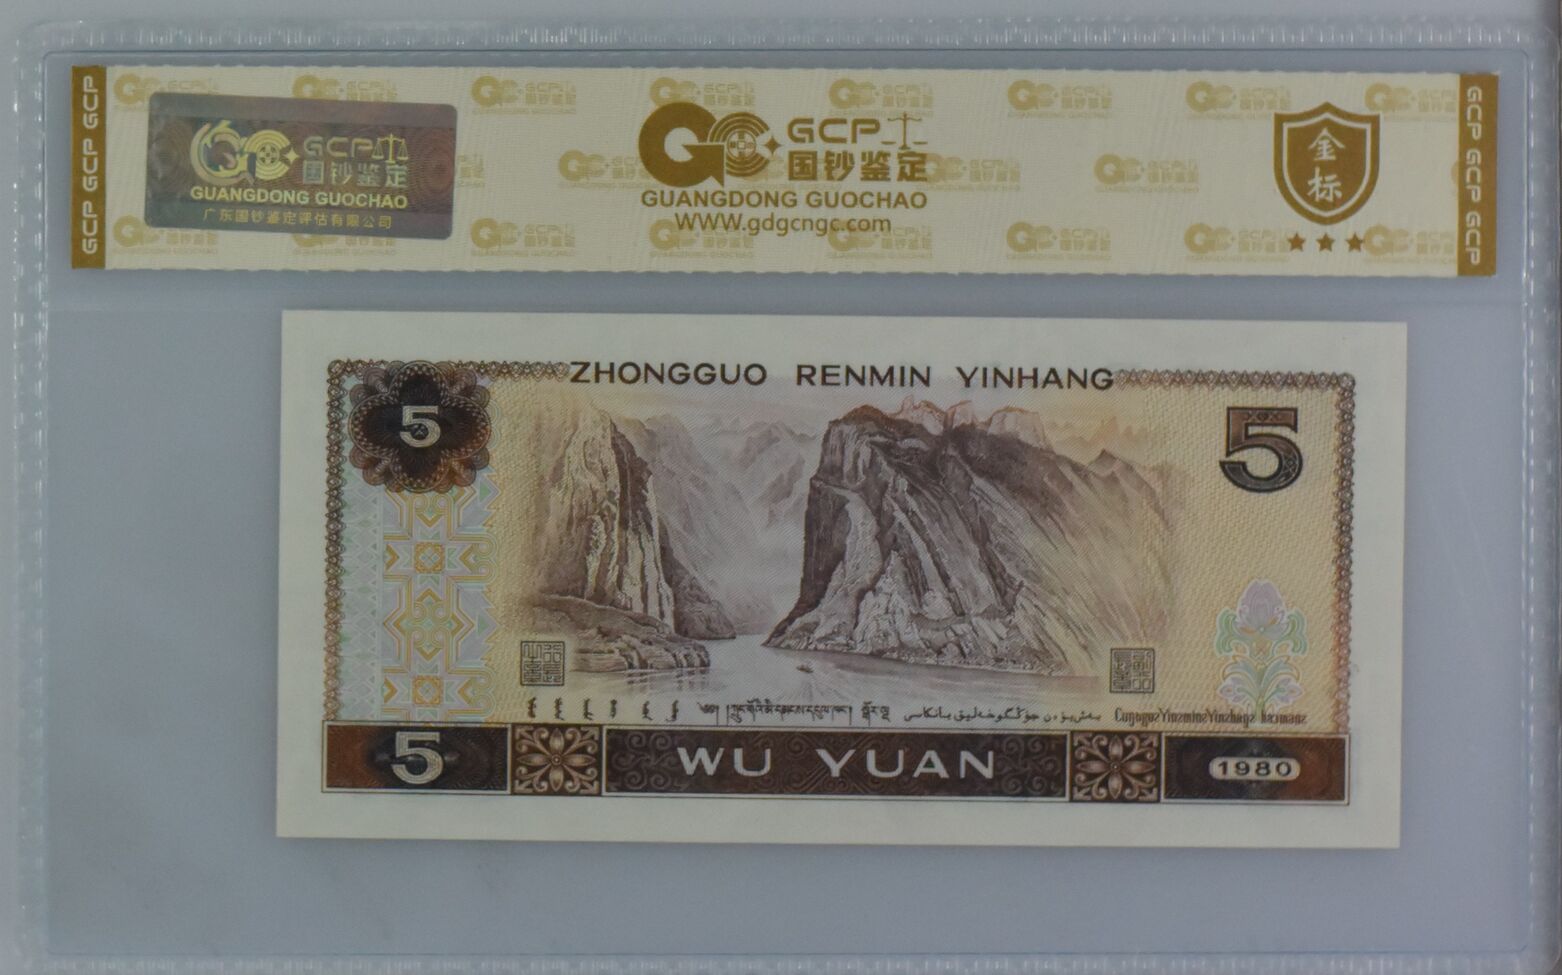 GCP GCP GCP
GCP
国钞鉴定
GUANGDONG GUOCHAO
广东国钞鉴定评估有限公司
GCP
国钞鉴定
GUANGDONG GUOCHAO
WWW.gdgcngc.com
金标
GCP GCP GCP
ZHONGGUO RENMIN YINHANG
5
5
5
WU YUAN
1980